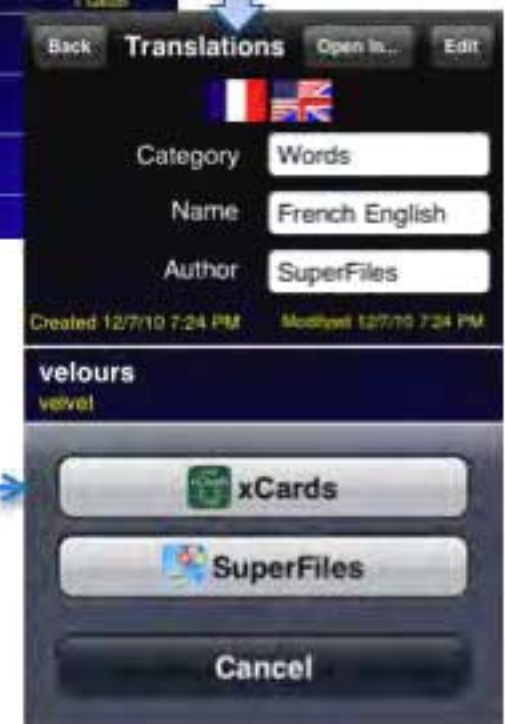 Back Translations Open In... Edit
Category Words
Name French English
Author SuperFiles
Created 12/7/10 7:24 PM Modified 12/7/10 7:24 PM
velours
velvet
xCards
SuperFiles
Cancel